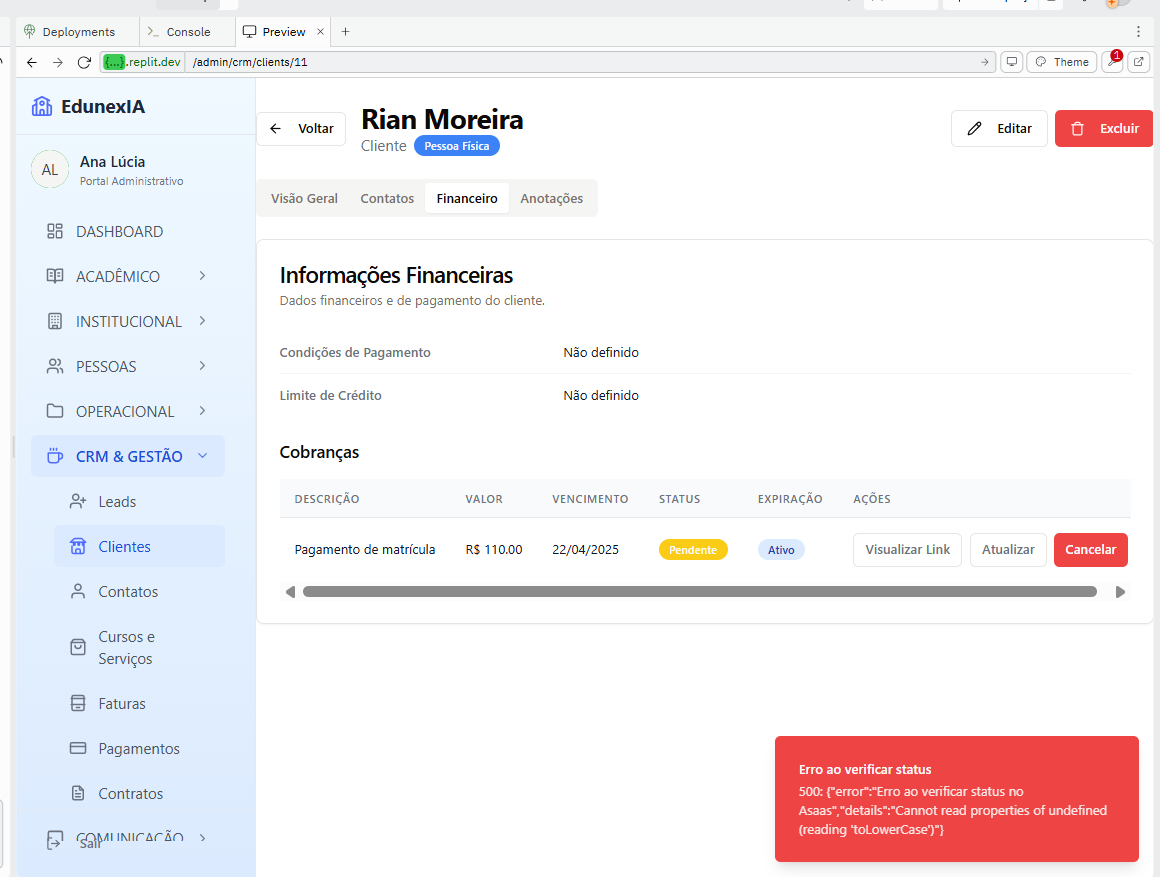 Deployments
Console
Preview
{...}.replit.dev
/admin/crm/clients/11
Theme
1
EdunexIA
AL
Ana Lúcia
Portal Administrativo
DASHBOARD
ACADÊMICO
INSTITUCIONAL
PESSOAS
OPERACIONAL
CRM & GESTÃO
Leads
Clientes
Contatos
Cursos e
Serviços
Faturas
Pagamentos
Contratos
COMUNICAÇÃO
Sair
Voltar
Rian Moreira
Cliente Pessoa Física
Editar
Excluir
Visão Geral Contatos Financeiro Anotações
Informações Financeiras
Dados financeiros e de pagamento do cliente.
Condições de Pagamento Não definido
Limite de Crédito Não definido
Cobranças
DESCRIÇÃO VALOR VENCIMENTO STATUS EXPIRAÇÃO AÇÕES
Pagamento de matrícula R$ 110.00 22/04/2025 Pendente Ativo Visualizar Link Atualizar Cancelar
Erro ao verificar status
500: {"error":"Erro ao verificar status no
Asaas","details":"Cannot read properties of undefined
(reading 'toLowerCase')"}